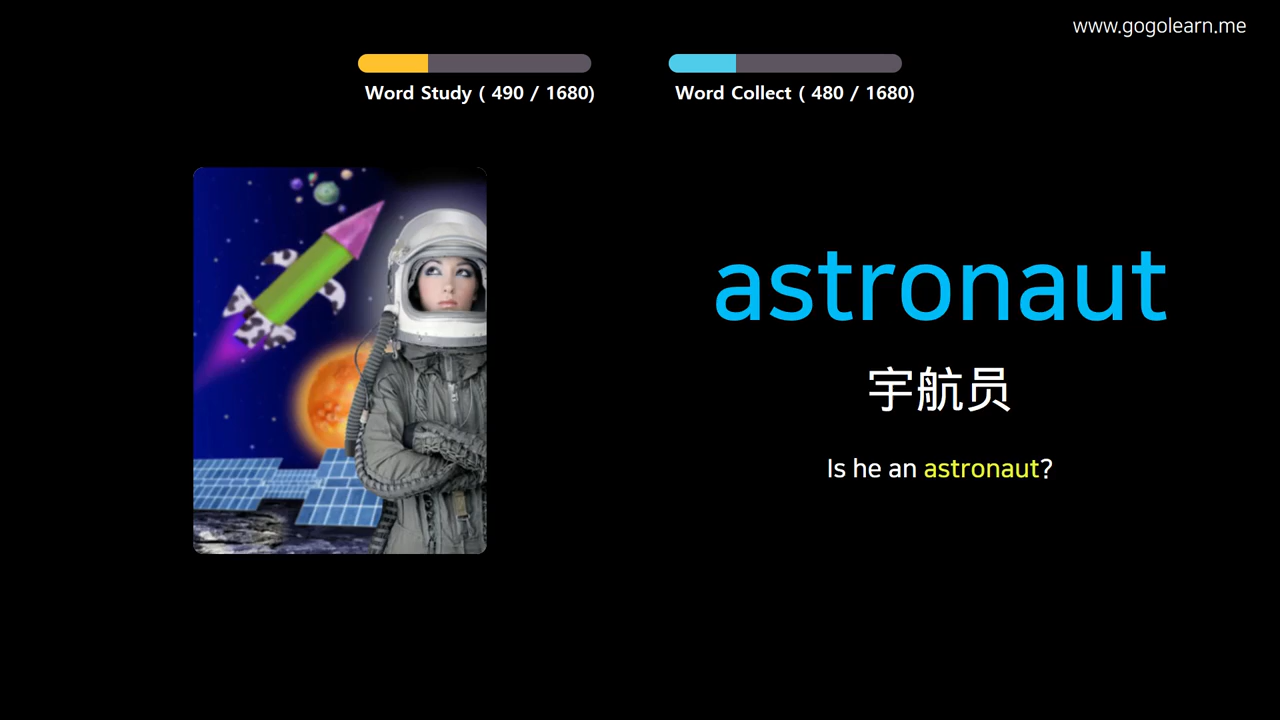 www.gogolearn.me
Word Study ( 490 / 1680)
Word Collect ( 480 / 1680)
astronaut
宇航员
Is he an astronaut?